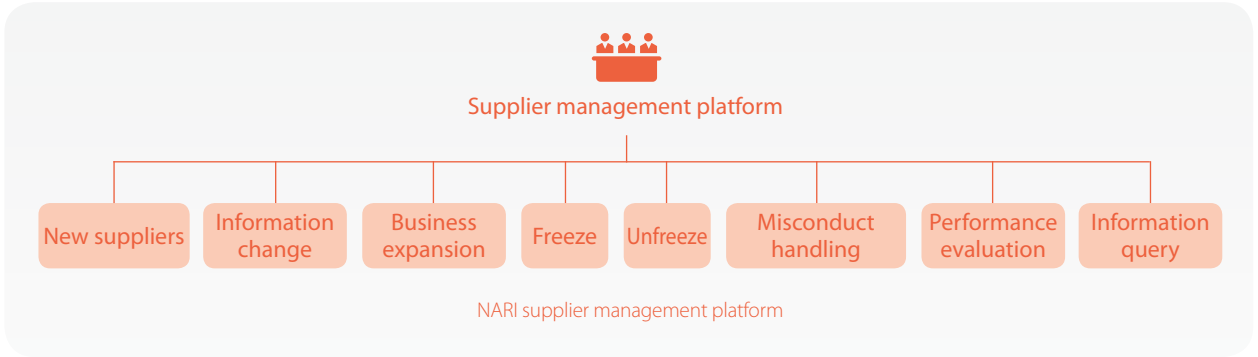 Supplier management platform
New suppliers
Information
change
Business
expansion
Freeze
Unfreeze
Misconduct
handling
Performance
evaluation
Information
query
NARI supplier management platform